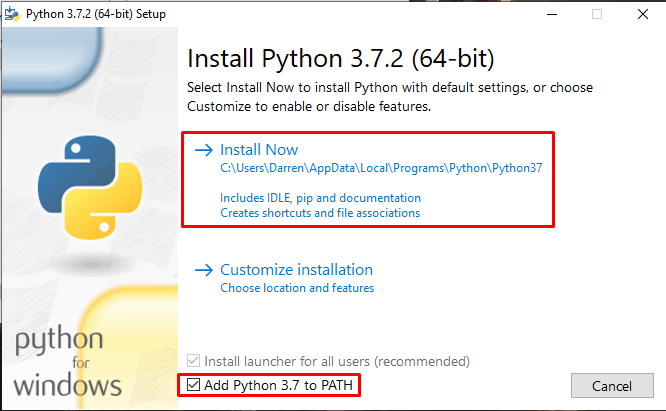 Python 3.7.2 (64-bit) Setup
Install Python 3.7.2 (64-bit)
Select Install Now to install Python with default settings, or choose
Customize to enable or disable features.
Install Now
C:\Users\Darren\AppData\Local\Programs\Python\Python37
Includes IDLE, pip and documentation
Creates shortcuts and file associations
Customize installation
Choose location and features
python
for
windows
Install launcher for all users (recommended)
Add Python 3.7 to PATH
Cancel